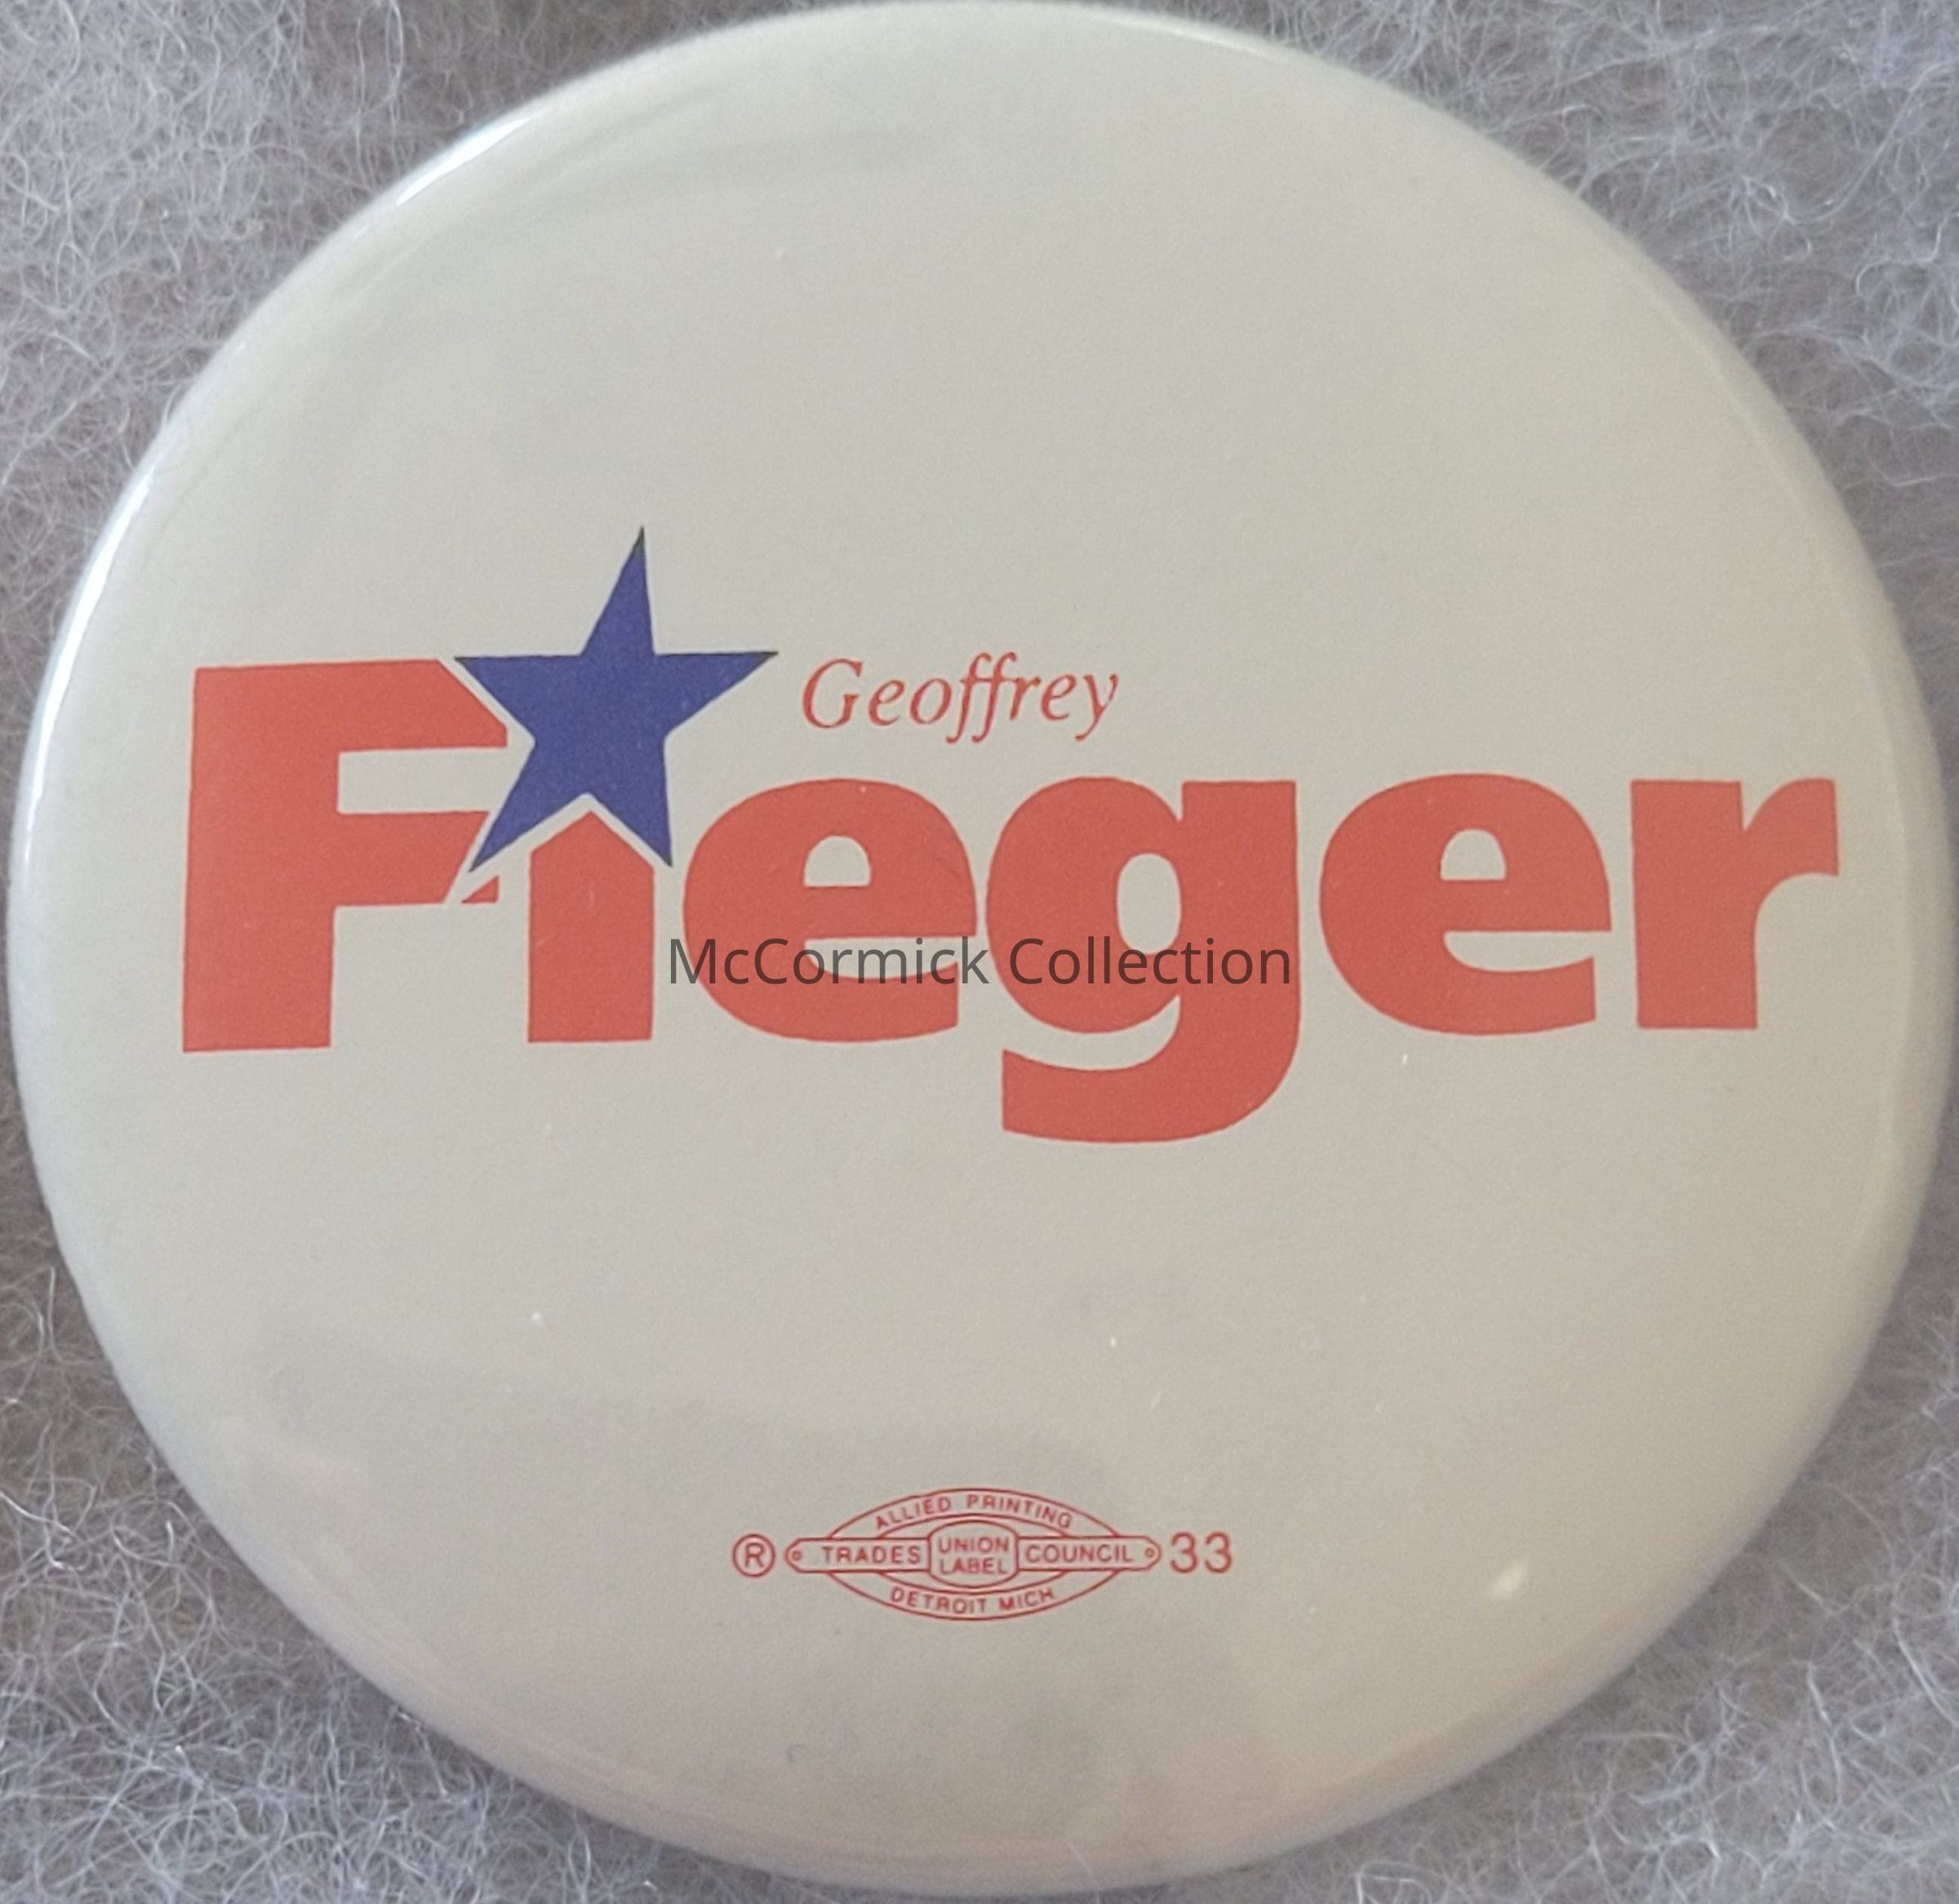 Geoffrey
Fieger
McCormick Collection
ALLIED PRINTING
® TRADES UNION LABEL COUNCIL 33
DETROIT MICH